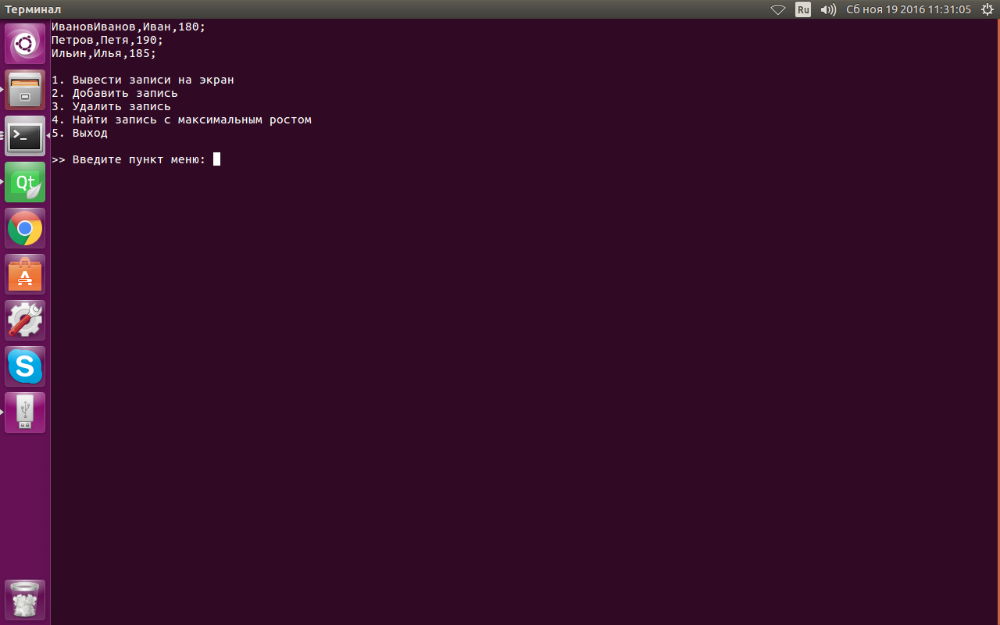 Терминал
Ru
Сб ноя 19 2016 11:31:05
ИвановИванов,Иван,180;
Петров,Петя,190;
Ильин,Илья,185;
1. Вывести записи на экран
2. Добавить запись
3. Удалить запись
4. Найти запись с максимальным ростом
5. Выход
>> Введите пункт меню:
>_
Qt
A
S